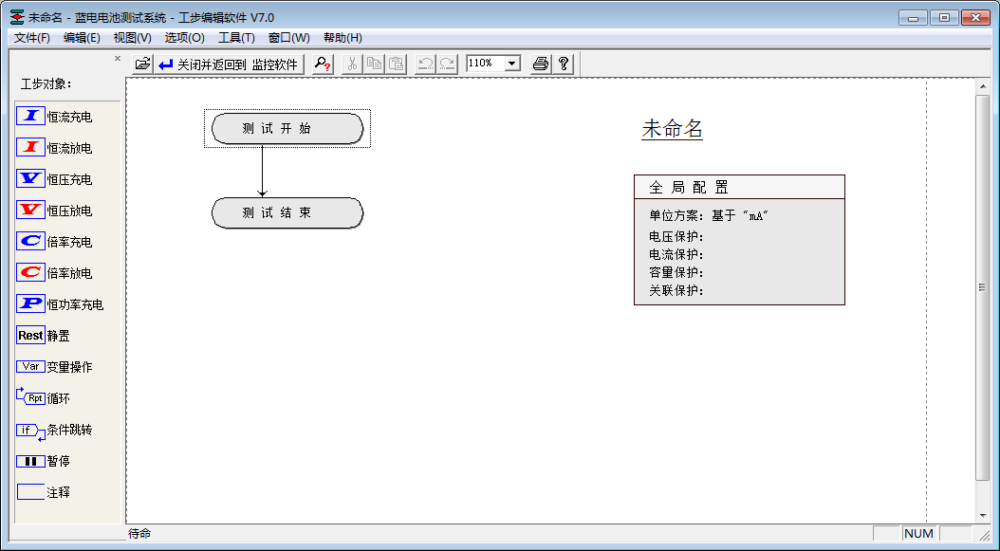 未命名 - 蓝电电池测试系统 - 工步编辑软件 V7.0
文件(F) 编辑(E) 视图(V) 选项(O) 工具(T) 窗口(W) 帮助(H)
关闭并返回到 监控软件 110%
工步对象:
I 恒流充电
I 恒流放电
V 恒压充电
V 恒压放电
C 倍率充电
C 倍率放电
P 恒功率充电
Rest 静置
Var 变量操作
Rpt 循环
if 条件跳转
暂停
注释
测 试 开 始
测 试 结 束
未命名
全 局 配 置
单位方案: 基于 "mA"
电压保护:
电流保护:
容量保护:
关联保护:
待命 NUM